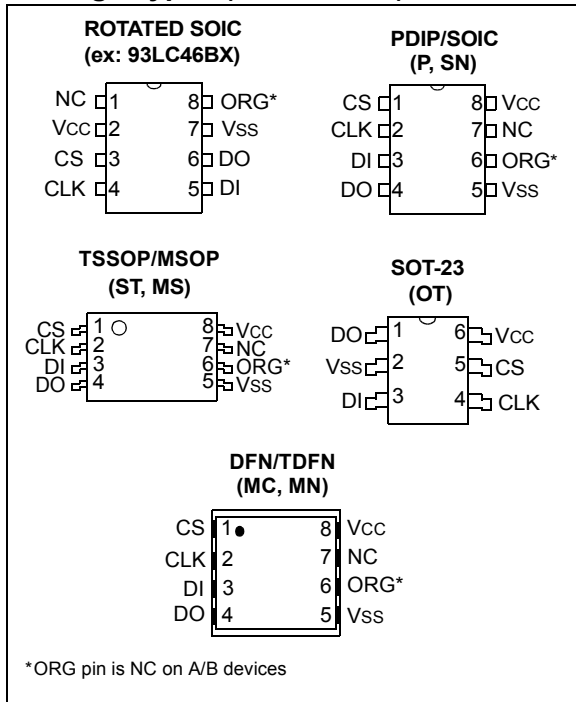 ROTATED SOIC
(ex: 93LC46BX)
NC 1 8 ORG*
Vcc 2 7 Vss
CS 3 6 DO
CLK 4 5 DI
PDIP/SOIC
(P, SN)
CS 1 8 Vcc
CLK 2 7 NC
DI 3 6 ORG*
DO 4 5 Vss
TSSOP/MSOP
(ST, MS)
CS 1 8 Vcc
CLK 2 7 NC
DI 3 6 ORG*
DO 4 5 Vss
SOT-23
(OT)
DO 1 6 Vcc
Vss 2 5 CS
DI 3 4 CLK
DFN/TDFN
(MC, MN)
CS 1 8 Vcc
CLK 2 7 NC
DI 3 6 ORG*
DO 4 5 Vss
*ORG pin is NC on A/B devices